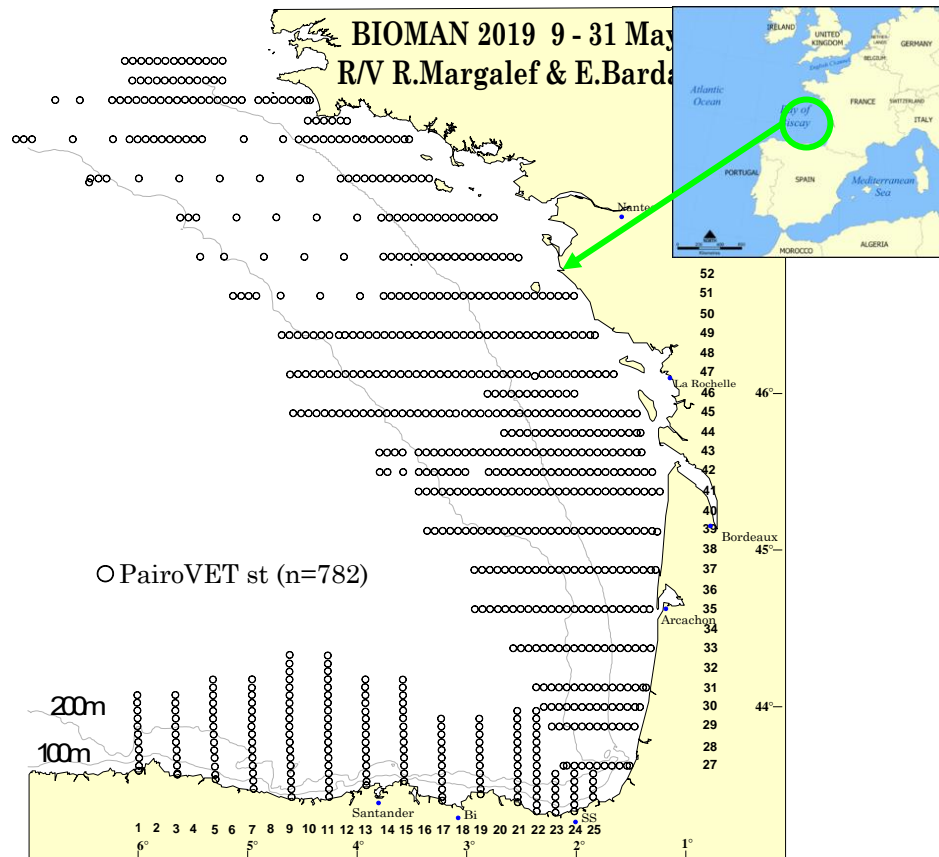 BIOMAN 2019 9 - 31 May
R/V R.Margalef & E.Barda
IRELAND
UNITED
KINGDOM
NETHER
LANDS
GERMANY
BELGIUM
English Channel
Atlantic
Ocean
FRANCE
SWITZERLAND
Bay of
Biscay
ITALY
PORTUGAL
SPAIN
Mediterranean
Sea
MOROCCO
ALGERIA
Nantes
52
51
50
49
48
47
La Rochelle
46
46°
45
44
43
42
41
40
39
Bordeaux
38
45°
PairoVET st (n=782)
37
36
35
Arcachon
34
33
32
31
200m
30
44°
29
28
100m
27
Santander
Bi
SS
1 2 3 4 5 6 7 8 9 10 11 12 13 14 15 16 17 18 19 20 21 22 23 24 25
6° 5° 4° 3° 2° 1°